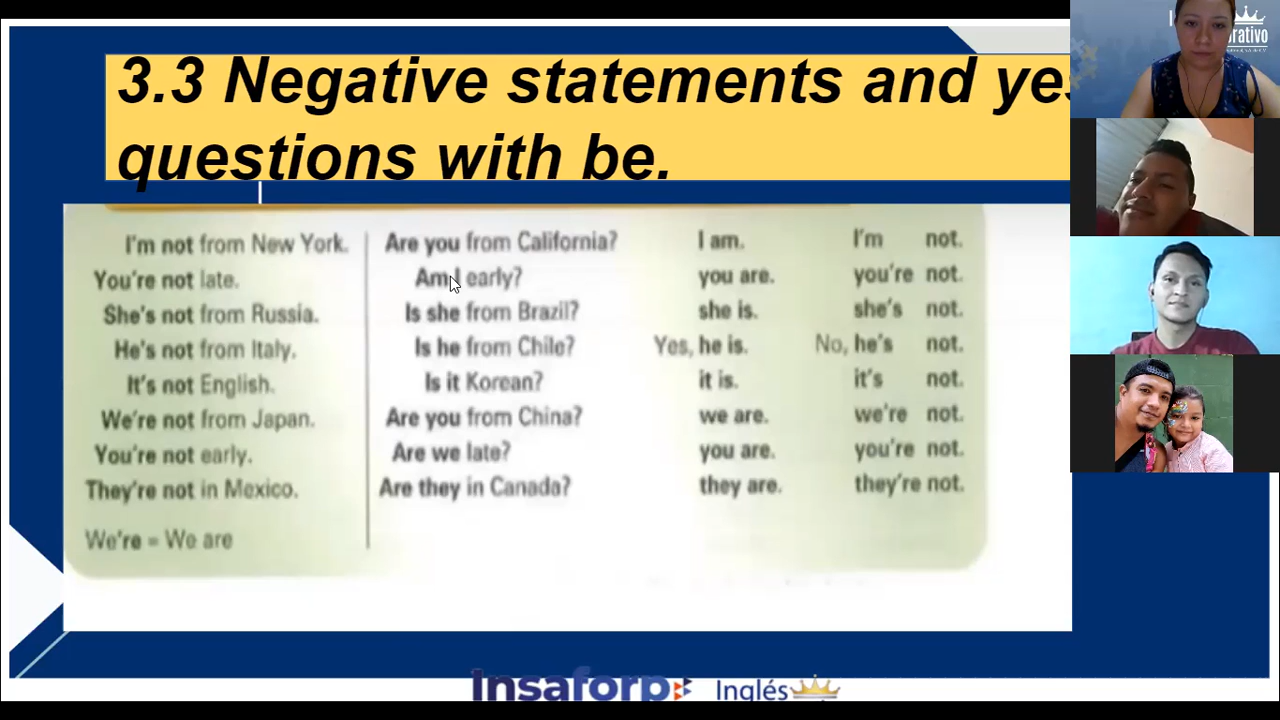 3.3 Negative statements and yes
questions with be.
I'm not from New York. Are you from California? I am. I'm not.
You're not late. Am I early? you are. you're not.
She's not from Russia. Is she from Brazil? she is. she's not.
He's not from Italy. Is he from Chile? Yes, he is. No, he's not.
It's not English. Is it Korean? it is. it's not.
We're not from Japan. Are you from China? we are. we're not.
You're not early. Are we late? you are. you're not.
They're not in Mexico. Are they in Canada? they are. they're not.
We're = We are
Insaforp Inglés